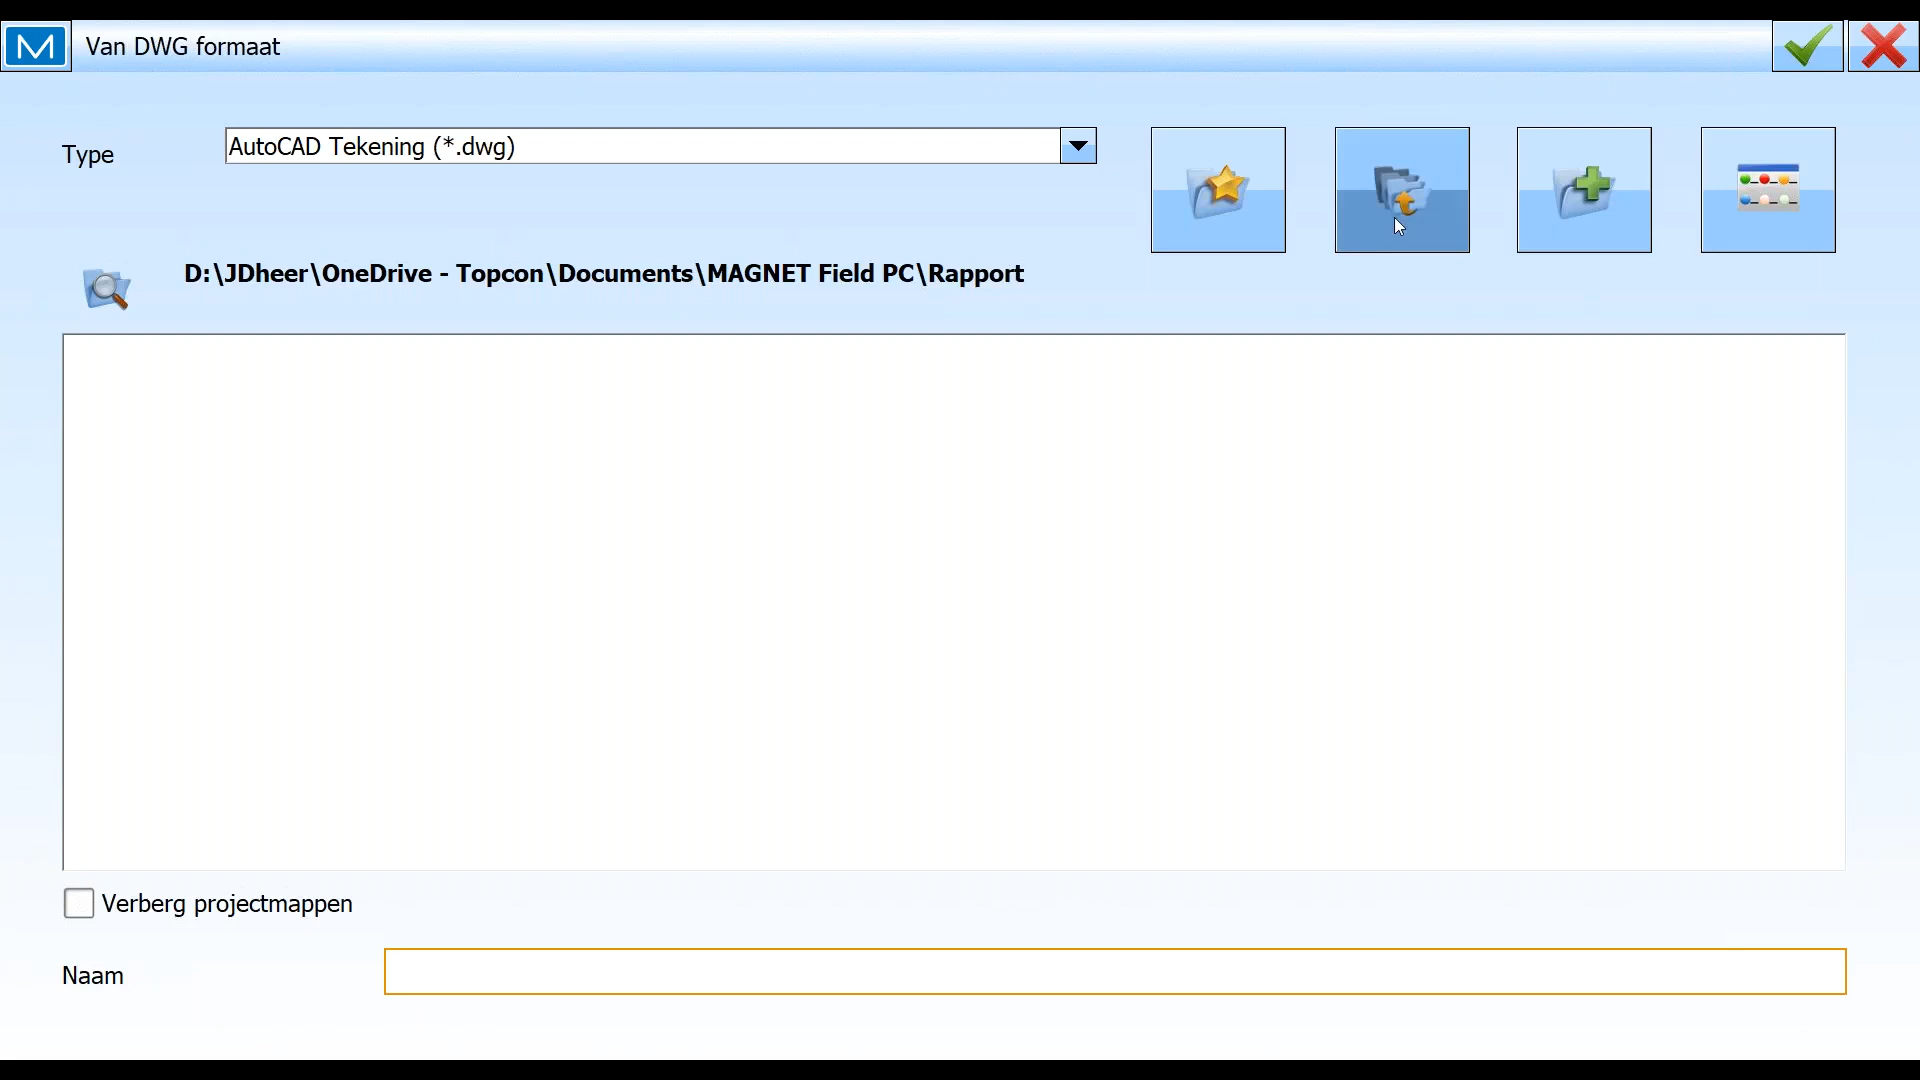 Van DWG formaat
Type
AutoCAD Tekening (*.dwg)
D:\JDheer\OneDrive - Topcon\Documents\MAGNET Field PC\Rapport
Verberg projectmappen
Naam